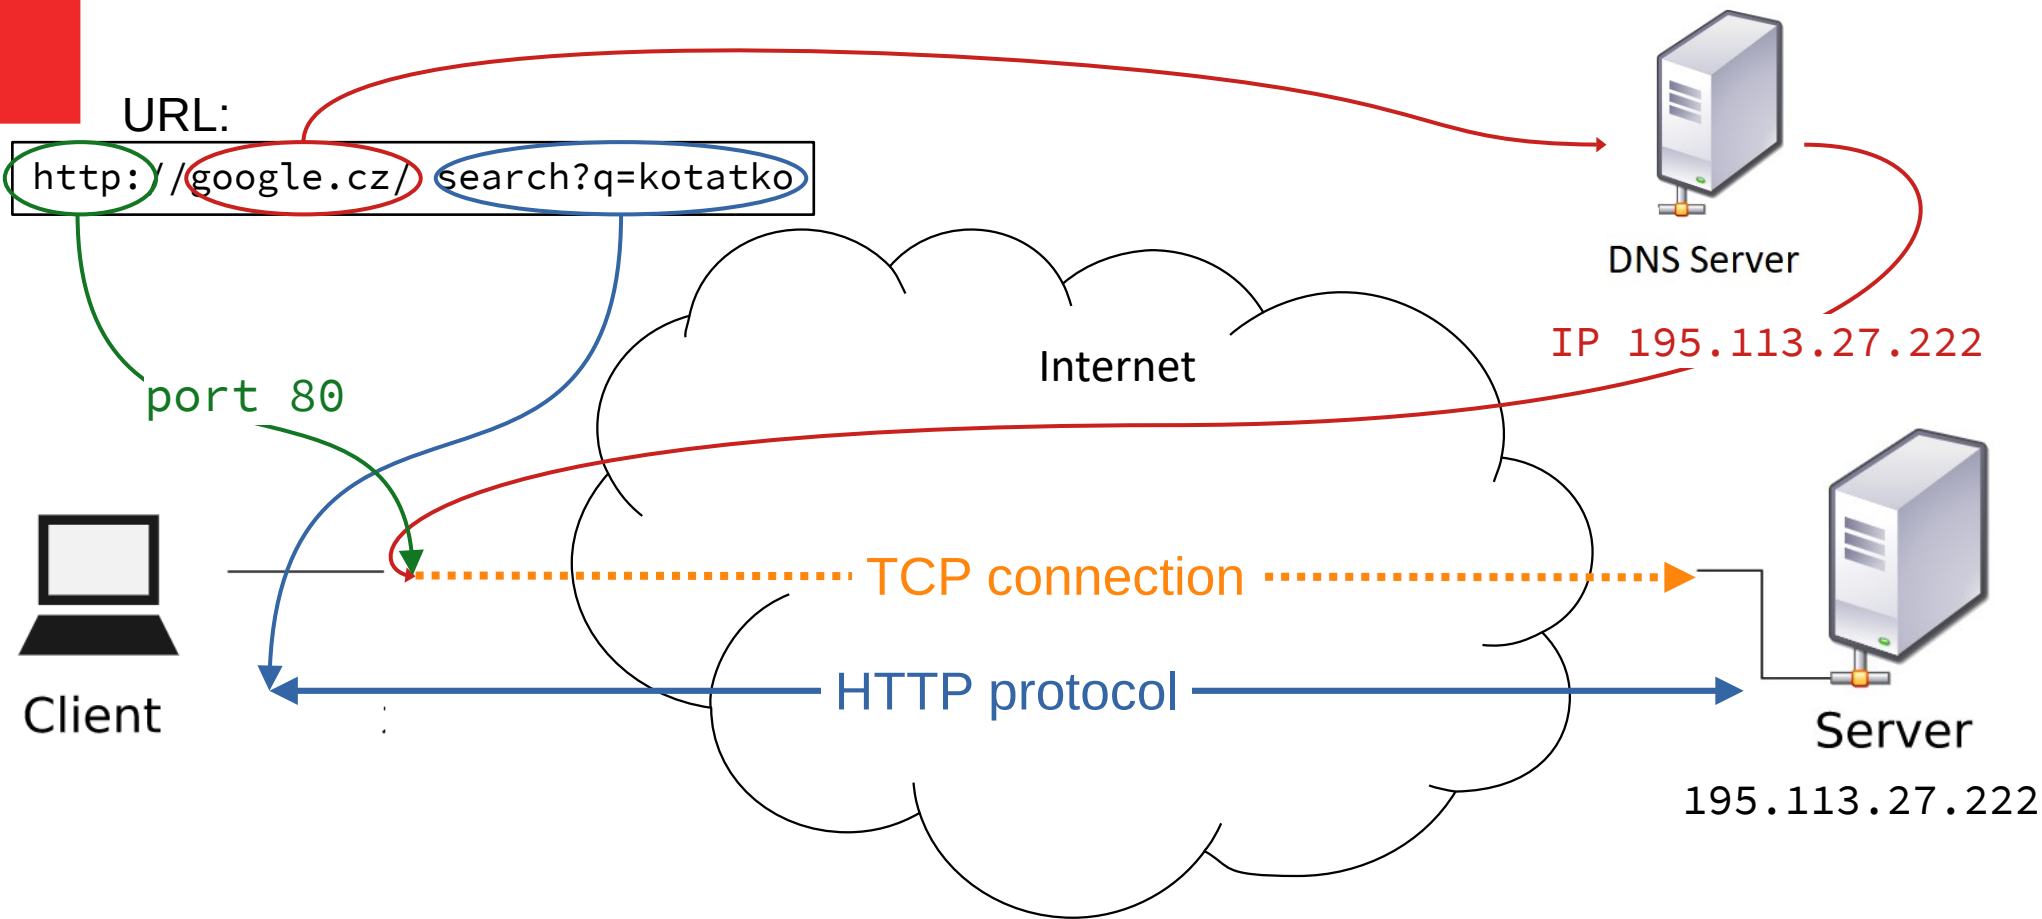 URL:
http://google.cz/ search?q=kotatko
DNS Server
IP 195.113.27.222
Internet
port 80
TCP connection
HTTP protocol
Client
Server
195.113.27.222